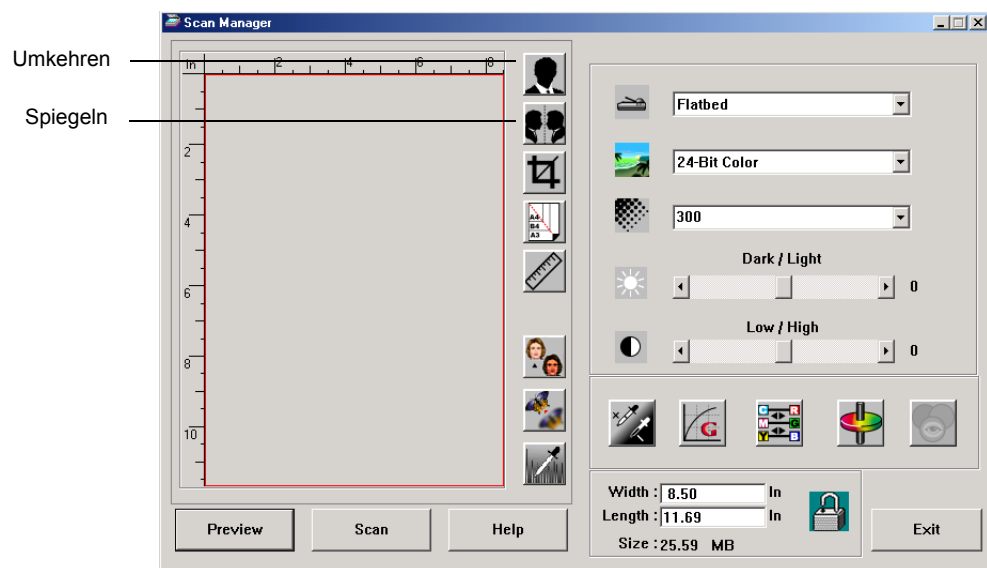 Scan Manager
Umkehren
Spiegeln
In
2
4
6
8
2
4
6
8
10
A4
B4
A3
Flatbed
24-Bit Color
300
Dark / Light
0
Low / High
0
G
C R
M G
Y B
Width : 8.50 In
Length : 11.69 In
Size : 25.59 MB
Preview
Scan
Help
Exit